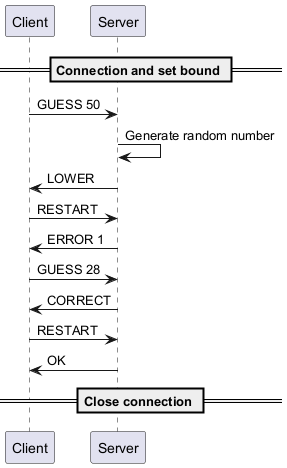 Client Server
Connection and set bound
GUESS 50
Generate random number
LOWER
RESTART
ERROR 1
GUESS 28
CORRECT
RESTART
OK
Close connection
Client Server